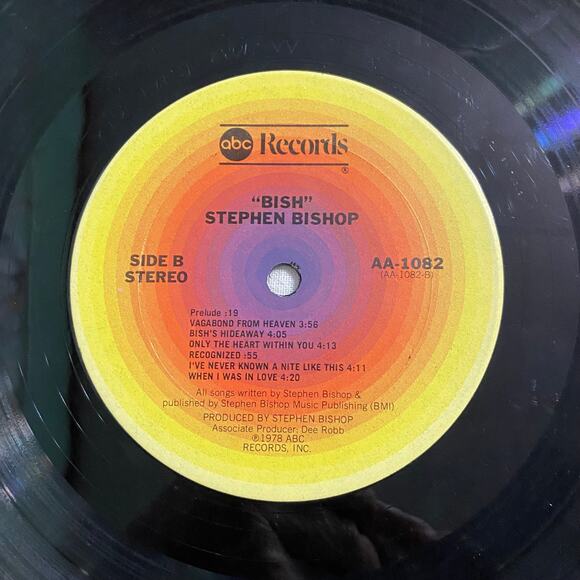 abc Records
®
"BISH"
STEPHEN BISHOP
SIDE B
STEREO
AA-1082
(AA-1082-B)
Prelude :19
VAGABOND FROM HEAVEN 3:56
BISH'S HIDEAWAY 4:05
ONLY THE HEART WITHIN YOU 4:13
RECOGNIZED :55
I'VE NEVER KNOWN A NITE LIKE THIS 4:11
WHEN I WAS IN LOVE 4:20
All songs written by Stephen Bishop &
published by Stephen Bishop Music Publishing (BMI)
PRODUCED BY STEPHEN BISHOP
Associate Producer: Dee Robb
℗1978 ABC
RECORDS, INC.